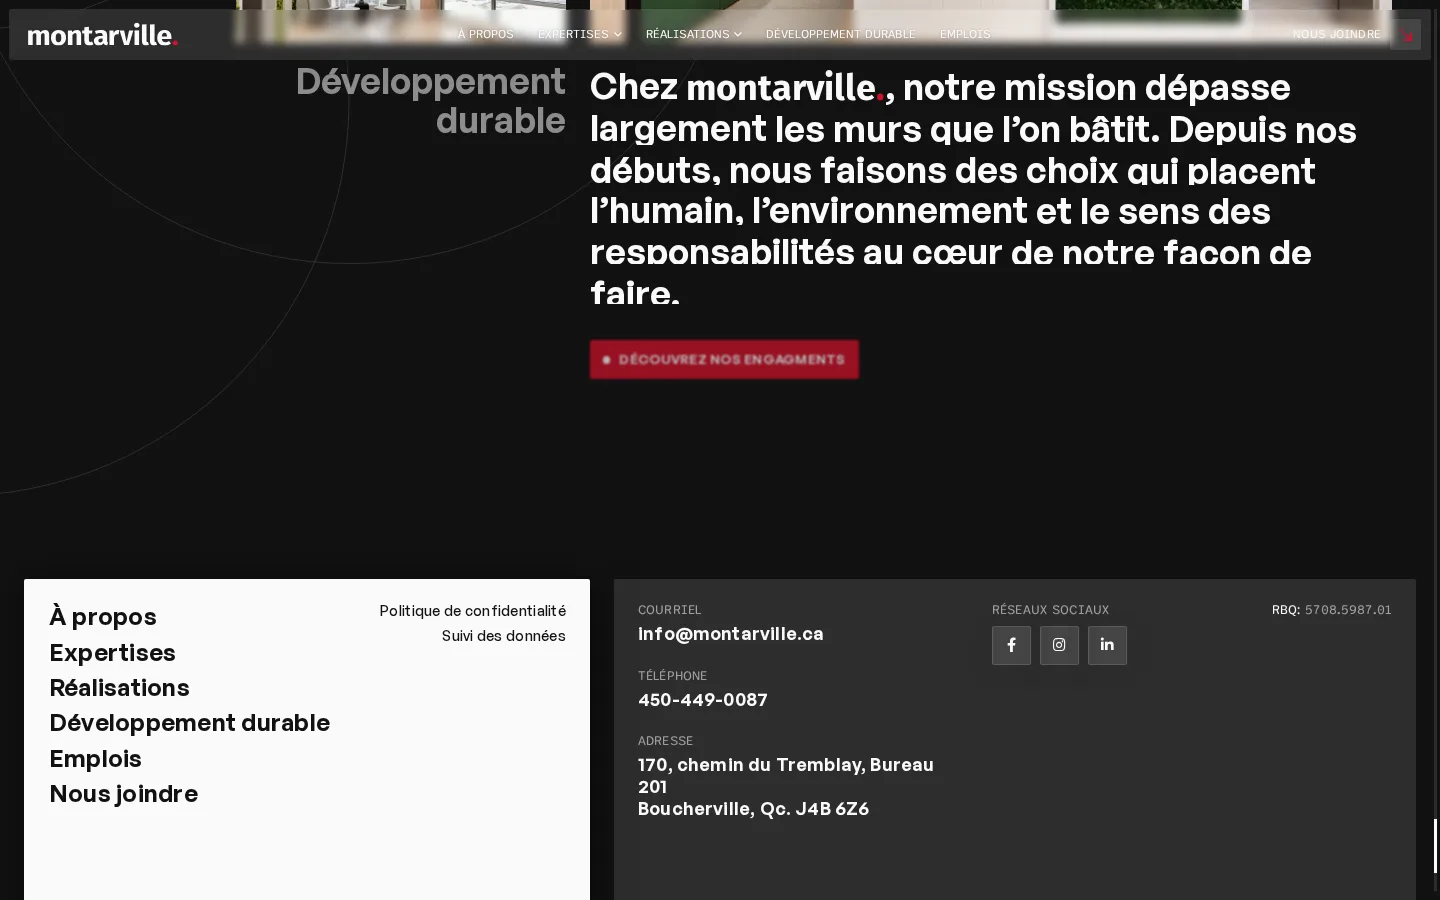 montarville.
À PROPOS
EXPERTISES
RÉALISATIONS
DÉVELOPPEMENT DURABLE
EMPLOIS
NOUS JOINDRE
Développement
durable
Chez montarville., notre mission dépasse
largement les murs que l’on bâtit. Depuis nos
débuts, nous faisons des choix qui placent
l’humain, l’environnement et le sens des
responsabilités au cœur de notre façon de
faire.
DÉCOUVREZ NOS ENGAGMENTS
À propos
Expertises
Réalisations
Développement durable
Emplois
Nous joindre
Politique de confidentialité
Suivi des données
COURRIEL
info@montarville.ca
TÉLÉPHONE
450-449-0087
ADRESSE
170, chemin du Tremblay, Bureau
201
Boucherville, Qc. J4B 6Z6
RÉSEAUX SOCIAUX
RBQ: 5708.5987.01